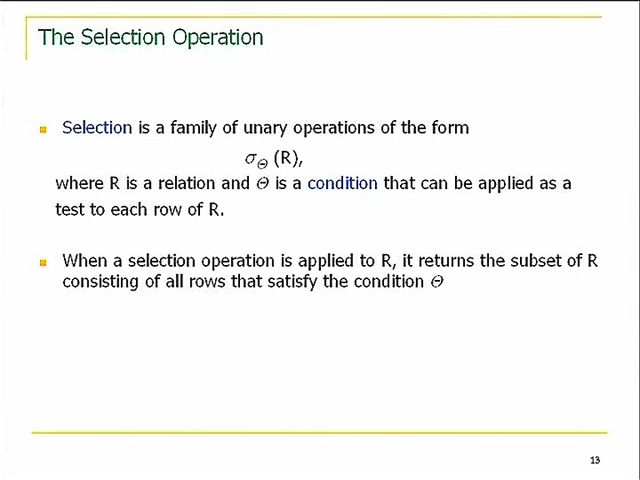 The Selection Operation
Selection is a family of unary operations of the form
σ_Θ (R),
where R is a relation and Θ is a condition that can be applied as a
test to each row of R.
When a selection operation is applied to R, it returns the subset of R
consisting of all rows that satisfy the condition Θ
13